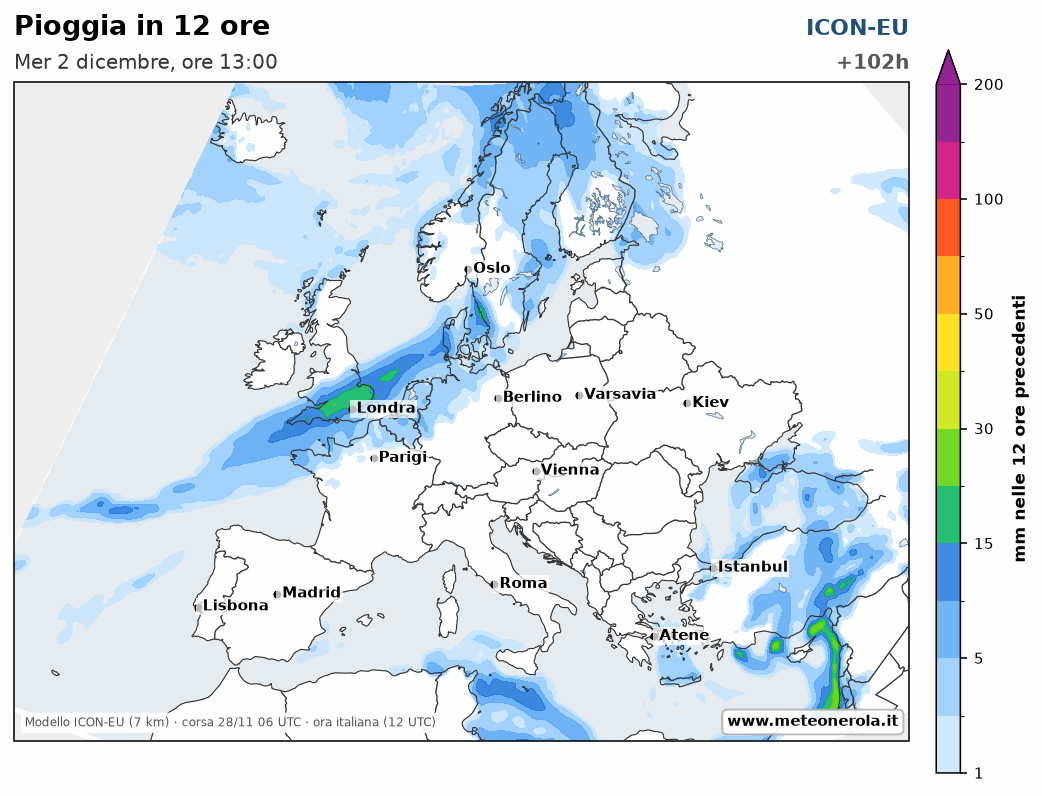 Pioggia in 12 ore
ICON-EU
Mer 2 dicembre, ore 13:00
+102h
200
100
50
30
15
5
1
mm nelle 12 ore precedenti
Oslo
Londra
Berlino
Varsavia
Kiev
Parigi
Vienna
Istanbul
Roma
Madrid
Lisbona
Atene
Modello ICON-EU (7 km) · corsa 28/11 06 UTC · ora italiana (12 UTC)
www.meteonerola.it